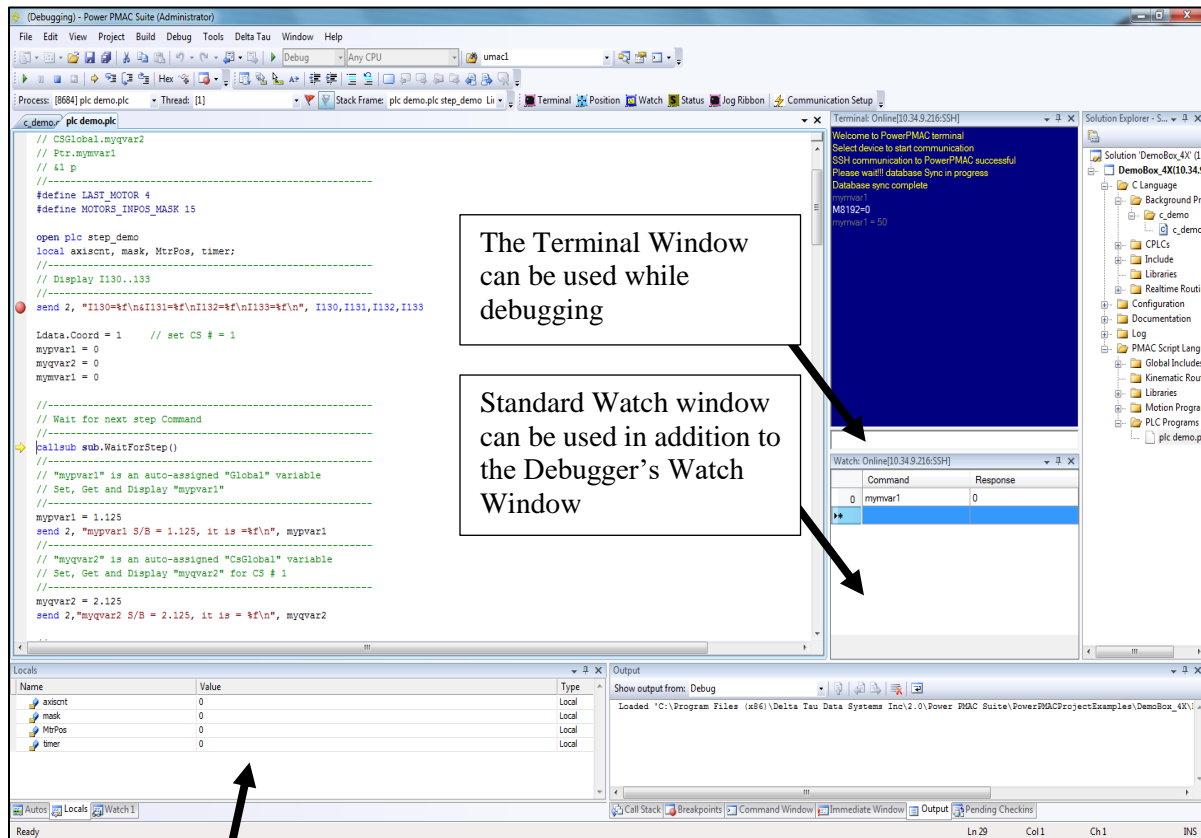 (Debugging) - Power PMAC Suite (Administrator)
File Edit View Project Build Debug Tools Delta Tau Window Help
Debug Any CPU umac1
Hex
Process: [8684] plc demo.plc Thread: [1] Stack Frame: plc demo.plc step_demo Terminal Position Watch Status Jog Ribbon Communication Setup
c_demo.c plc demo.plc
// CSGlobal.myqvar2
// Ptr.mymvar1
// &1 p
//----------------------------------------------------------------
#define LAST_MOTOR 4
#define MOTORS_INPOS_MASK 15
open plc step_demo
local axiscnt, mask, MtrPos, timer;
//----------------------------------------------------------------
// Display I130..133
//----------------------------------------------------------------
send 2, "I130=%f\n&I131=%f\nI132=%f\nI133=%f\n", I130,I131,I132,I133
Ldata.Coord = 1 // set CS # = 1
mypvar1 = 0
myqvar2 = 0
mymvar1 = 0
//----------------------------------------------------------------
// Wait for next step Command
//----------------------------------------------------------------
callsub sub.WaitForStep()
//----------------------------------------------------------------
// "mypvar1" is an auto-assigned "Global" variable
// Set, Get and Display "mypvar1"
//----------------------------------------------------------------
mypvar1 = 1.125
send 2, "mypvar1 S/B = 1.125, it is =%f\n", mypvar1
//----------------------------------------------------------------
// "myqvar2" is an auto-assigned "CsGlobal" variable
// Set, Get and Display "myqvar2" for CS # 1
//----------------------------------------------------------------
myqvar2 = 2.125
send 2,"myqvar2 S/B = 2.125, it is = %f\n", myqvar2
The Terminal Window
can be used while
debugging
Standard Watch window
can be used in addition to
the Debugger's Watch
Window
Terminal: Online[10.34.9.216:SSH]
Welcome to PowerPMAC terminal
Select device to start communication
SSH communication to PowerPMAC successful
Please wait!!! database Sync in progress
Database sync complete
mymvar1
M8192=0
mymvar1 = 50
Watch: Online[10.34.9.216:SSH]
Command Response
0 mymvar1 0
Solution Explorer - S...
Solution 'DemoBox_4X' (1
DemoBox_4X(10.34.9
C Language
Background Pr
c_demo
c_demo
CPLCs
Include
Libraries
Realtime Routi
Configuration
Documentation
Log
PMAC Script Lang
Global Includes
Kinematic Rou
Libraries
Motion Progra
PLC Programs
plc demo.p
Locals
Name Value Type
axiscnt 0 Local
mask 0 Local
MtrPos 0 Local
timer 0 Local
Autos Locals Watch 1
Output
Show output from: Debug
Loaded 'C:\Program Files (x86)\Delta Tau Data Systems Inc\2.0\Power PMAC Suite\PowerPMACProjectExamples\DemoBox_4X\
Call Stack Breakpoints Command Window Immediate Window Output Pending Checkins
Ready Ln 29 Col 1 Ch 1 INS